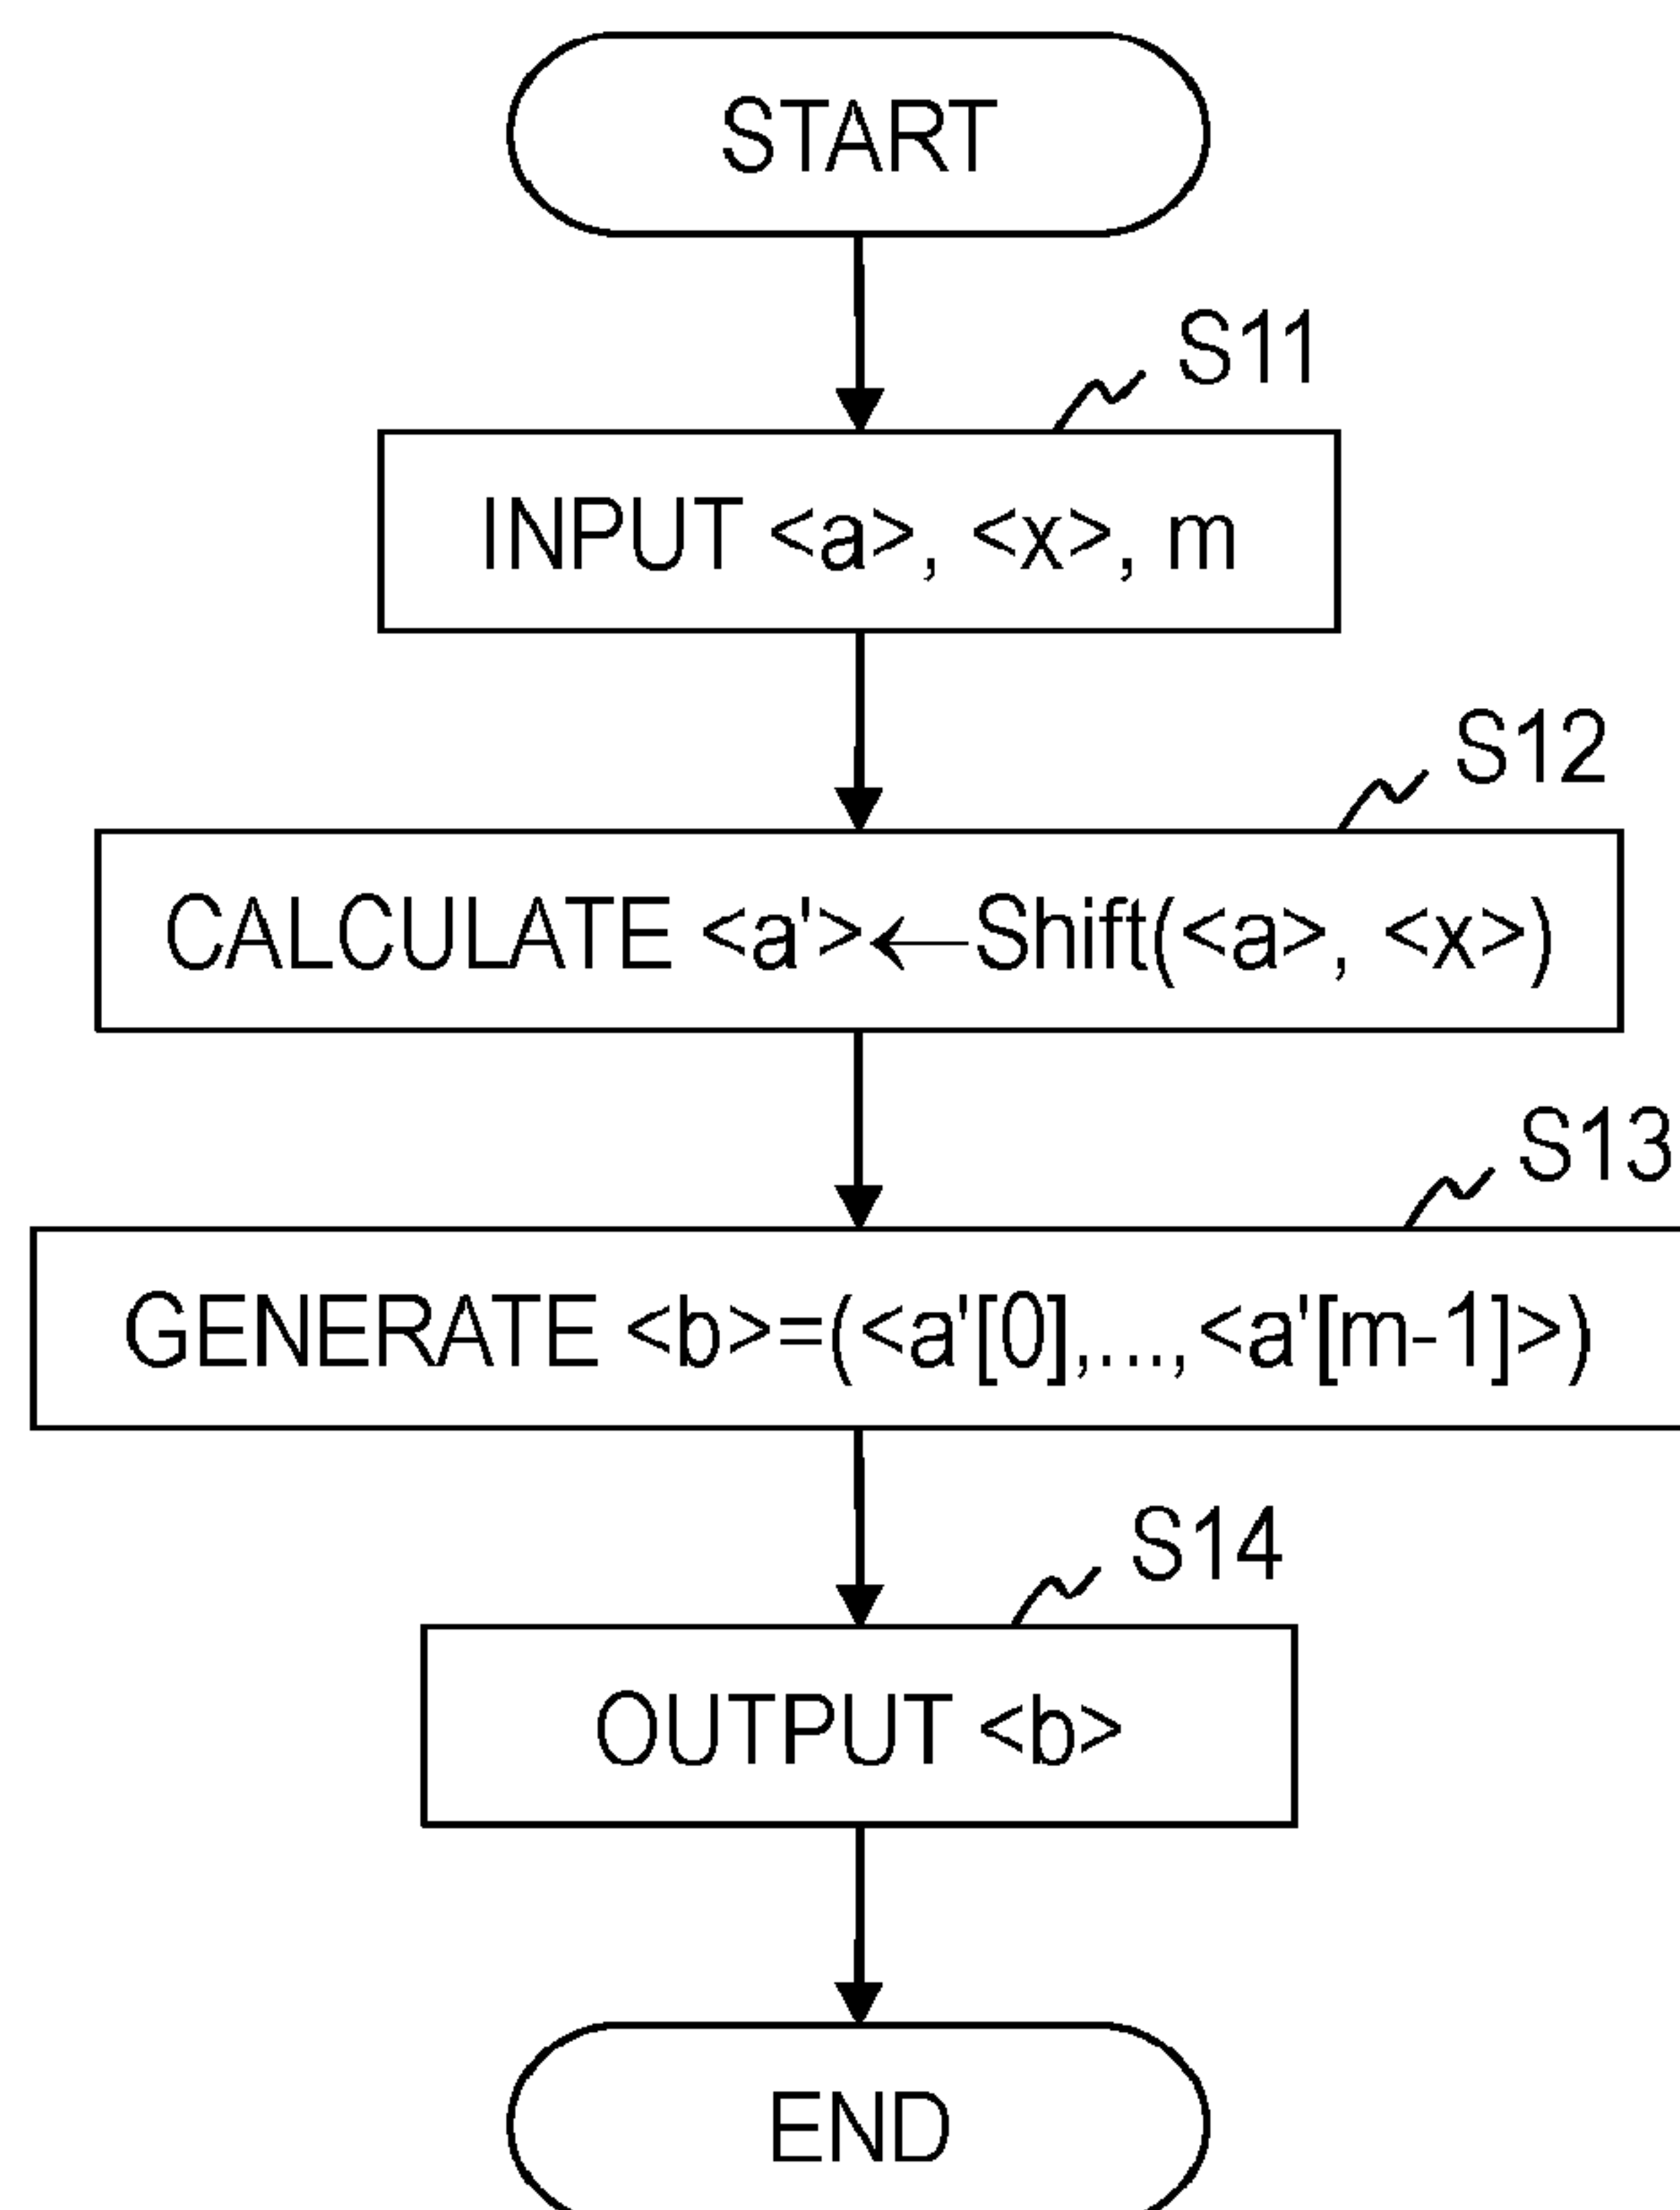 START
S11
INPUT <a>, <x>, m
S12
CALCULATE <a'>←Shift(<a>, <x>)
S13
GENERATE <b>=(<a'[0],...,<a'[m-1]>)
S14
OUTPUT <b>
END